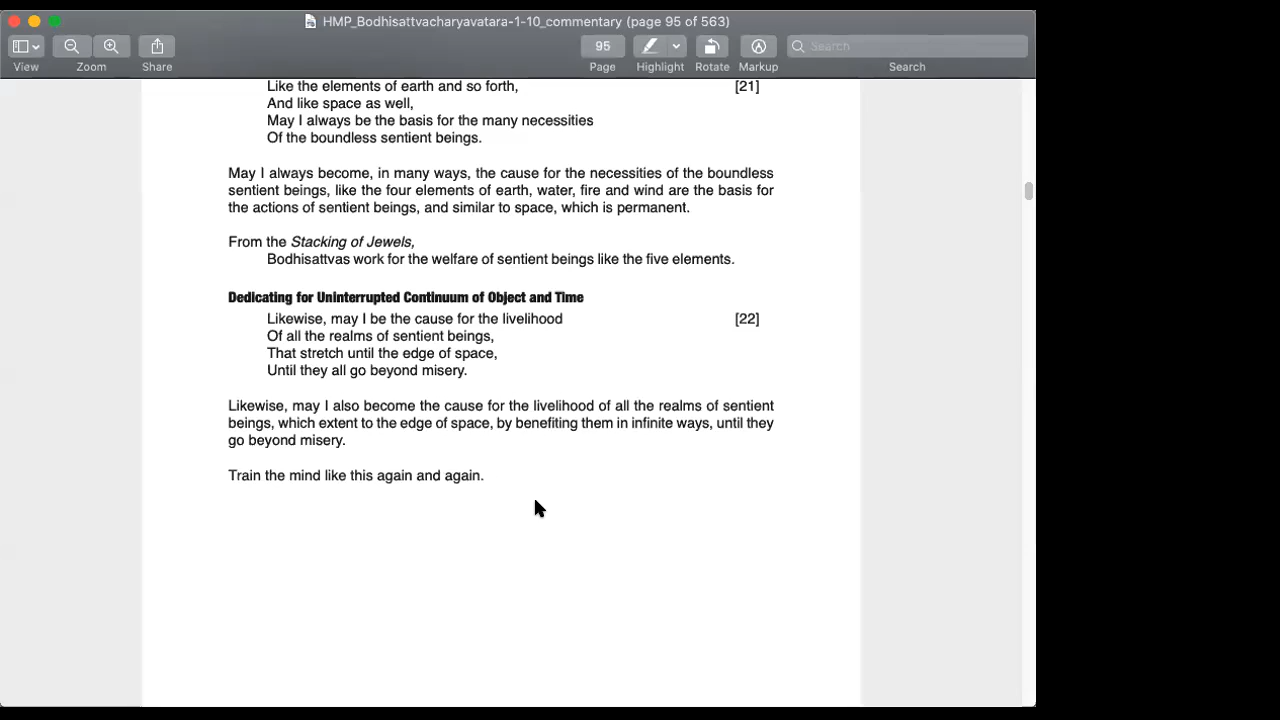 HMP_Bodhisattvacharyavatara-1-10_commentary (page 95 of 563)
95
Search
View
Zoom
Share
Page
Highlight
Rotate
Markup
Search
Like the elements of earth and so forth, [21]
And like space as well,
May I always be the basis for the many necessities
Of the boundless sentient beings.
May I always become, in many ways, the cause for the necessities of the boundless
sentient beings, like the four elements of earth, water, fire and wind are the basis for
the actions of sentient beings, and similar to space, which is permanent.
From the Stacking of Jewels,
Bodhisattvas work for the welfare of sentient beings like the five elements.
Dedicating for Uninterrupted Continuum of Object and Time
Likewise, may I be the cause for the livelihood [22]
Of all the realms of sentient beings,
That stretch until the edge of space,
Until they all go beyond misery.
Likewise, may I also become the cause for the livelihood of all the realms of sentient
beings, which extent to the edge of space, by benefiting them in infinite ways, until they
go beyond misery.
Train the mind like this again and again.